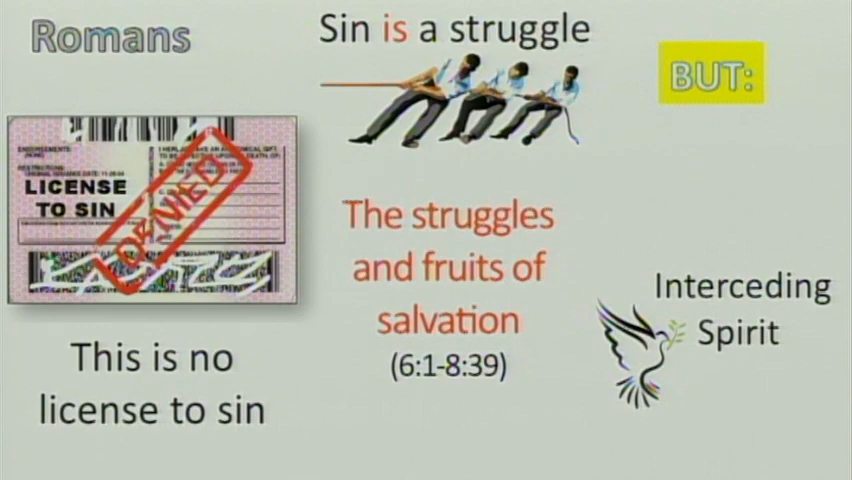 Romans
Sin is a struggle
BUT:
ENDORSEMENTS:
LICENSE
TO SIN
DENIED
The struggles
and fruits of
salvation
(6:1-8:39)
Interceding
Spirit
This is no
license to sin